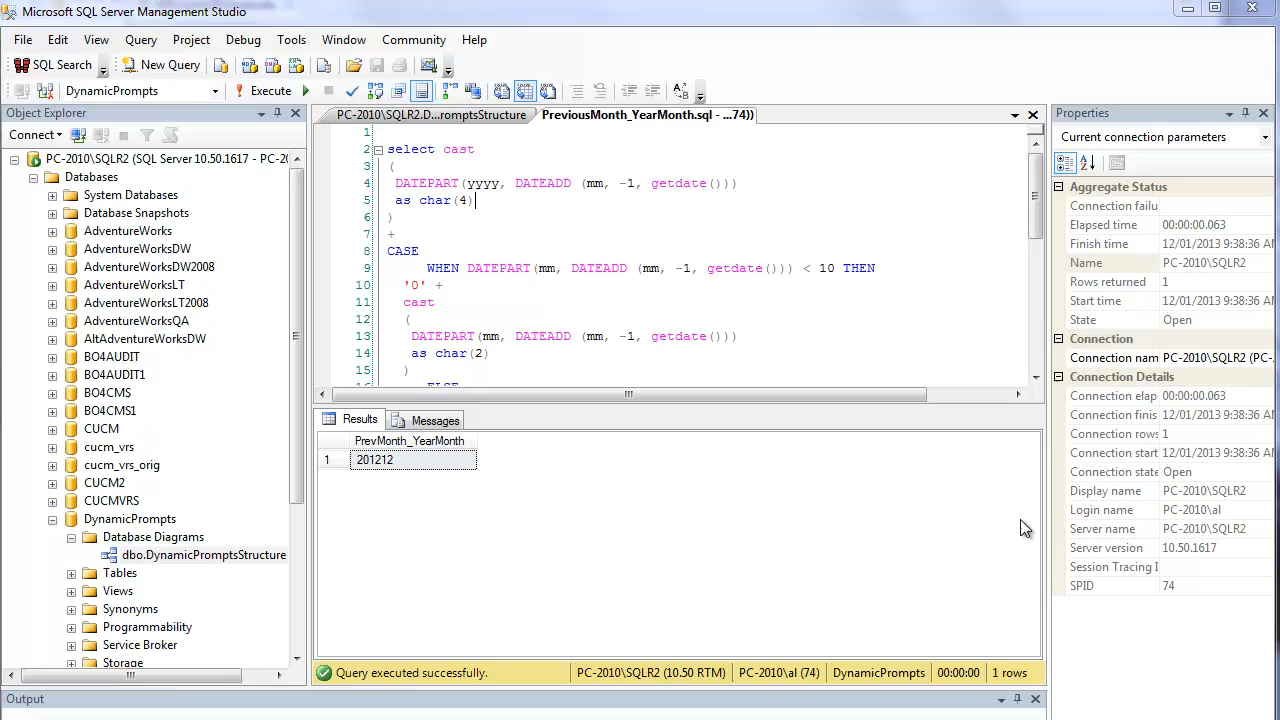 Microsoft SQL Server Management Studio
File Edit View Query Project Debug Tools Window Community Help
SQL Search New Query
DynamicPrompts Execute
Object Explorer
Connect
PC-2010\SQLR2 (SQL Server 10.50.1617 - PC-20
Databases
System Databases
Database Snapshots
AdventureWorks
AdventureWorksDW
AdventureWorksDW2008
AdventureWorksLT
AdventureWorksLT2008
AdventureWorksQA
AltAdventureWorksDW
BO4AUDIT
BO4AUDIT1
BO4CMS
BO4CMS1
CUCM
cucm_vrs
cucm_vrs_orig
CUCM2
CUCMVRS
DynamicPrompts
Database Diagrams
dbo.DynamicPromptsStructure
Tables
Views
Synonyms
Programmability
Service Broker
Storage
PC-2010\SQLR2.D...romptsStructure PreviousMonth_YearMonth.sql - ...74))
1
2 select cast
3 (
4 DATEPART(yyyy, DATEADD (mm, -1, getdate()))
5 as char(4)
6 )
7 +
8 CASE
9 WHEN DATEPART(mm, DATEADD (mm, -1, getdate())) < 10 THEN
10 '0' +
11 cast
12 (
13 DATEPART(mm, DATEADD (mm, -1, getdate()))
14 as char(2)
15 )
16 ELSE
Results Messages
PrevMonth_YearMonth
1 201212
Query executed successfully. PC-2010\SQLR2 (10.50 RTM) PC-2010\al (74) DynamicPrompts 00:00:00 1 rows
Properties
Current connection parameters
Aggregate Status
Connection failu
Elapsed time 00:00:00.063
Finish time 12/01/2013 9:38:36 AM
Name PC-2010\SQLR2
Rows returned 1
Start time 12/01/2013 9:38:36 AM
State Open
Connection
Connection nam PC-2010\SQLR2 (PC-
Connection Details
Connection elap 00:00:00.063
Connection finis 12/01/2013 9:38:36 AM
Connection rows 1
Connection start 12/01/2013 9:38:36 AM
Connection state Open
Display name PC-2010\SQLR2
Login name PC-2010\al
Server name PC-2010\SQLR2
Server version 10.50.1617
Session Tracing I
SPID 74
Output